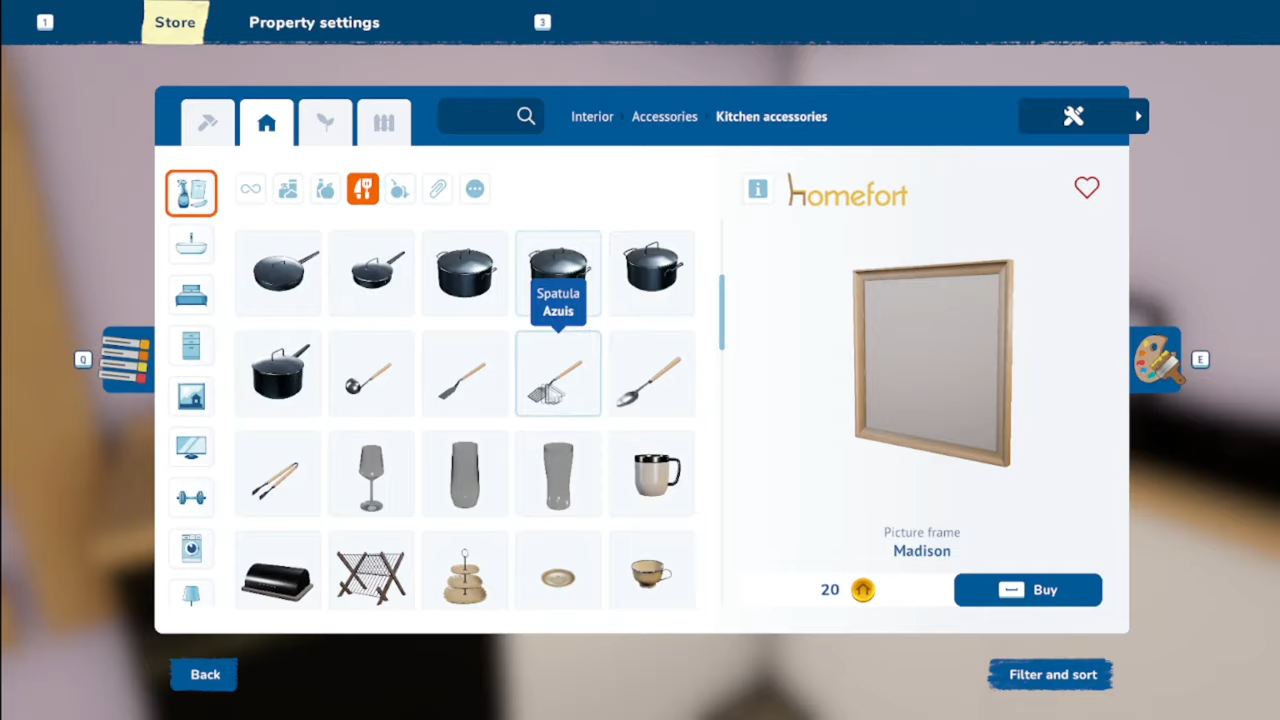 1
Store
Property settings
3
Interior
Accessories
Kitchen accessories
i
homefort
Spatula
Azuis
Q
E
Picture frame
Madison
20
Buy
Back
Filter and sort